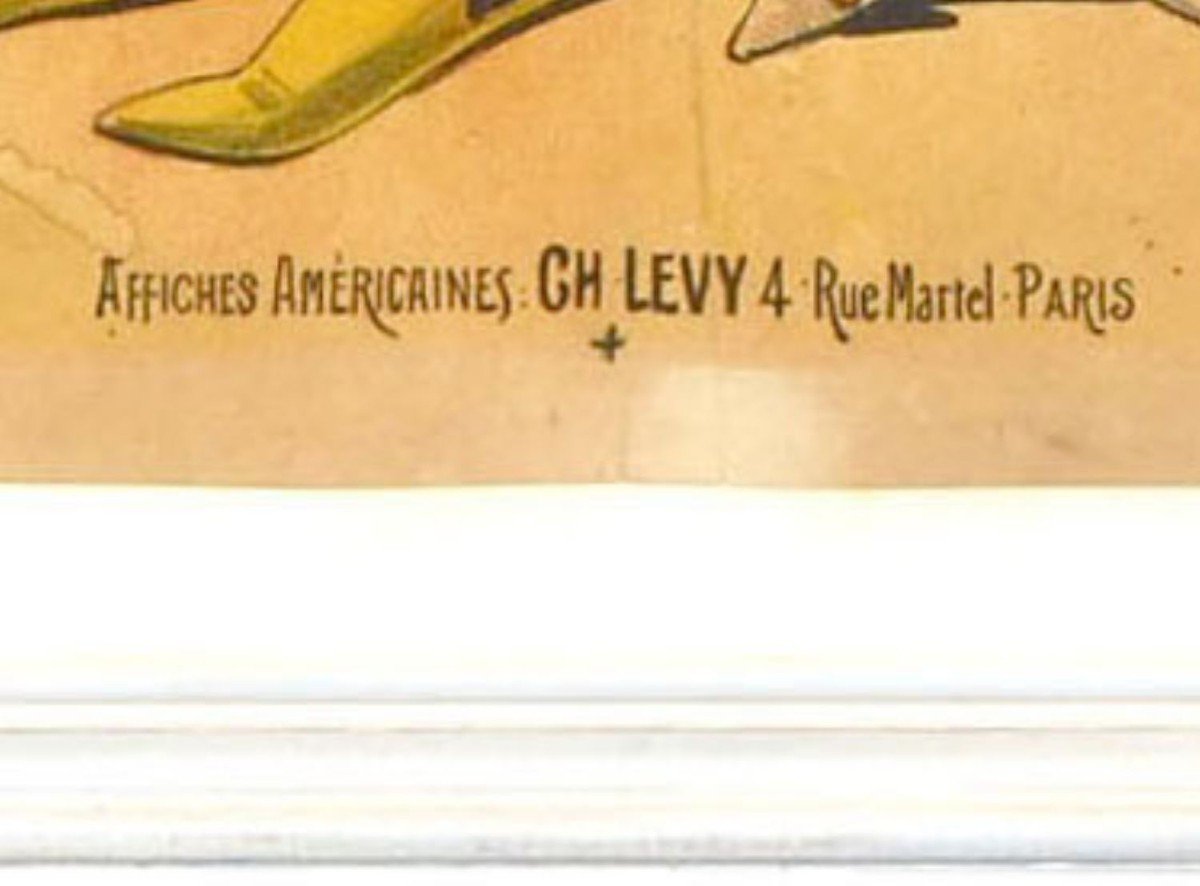 AFFICHES AMÉRICAINES. CH LEVY 4 · Rue Martel · PARIS